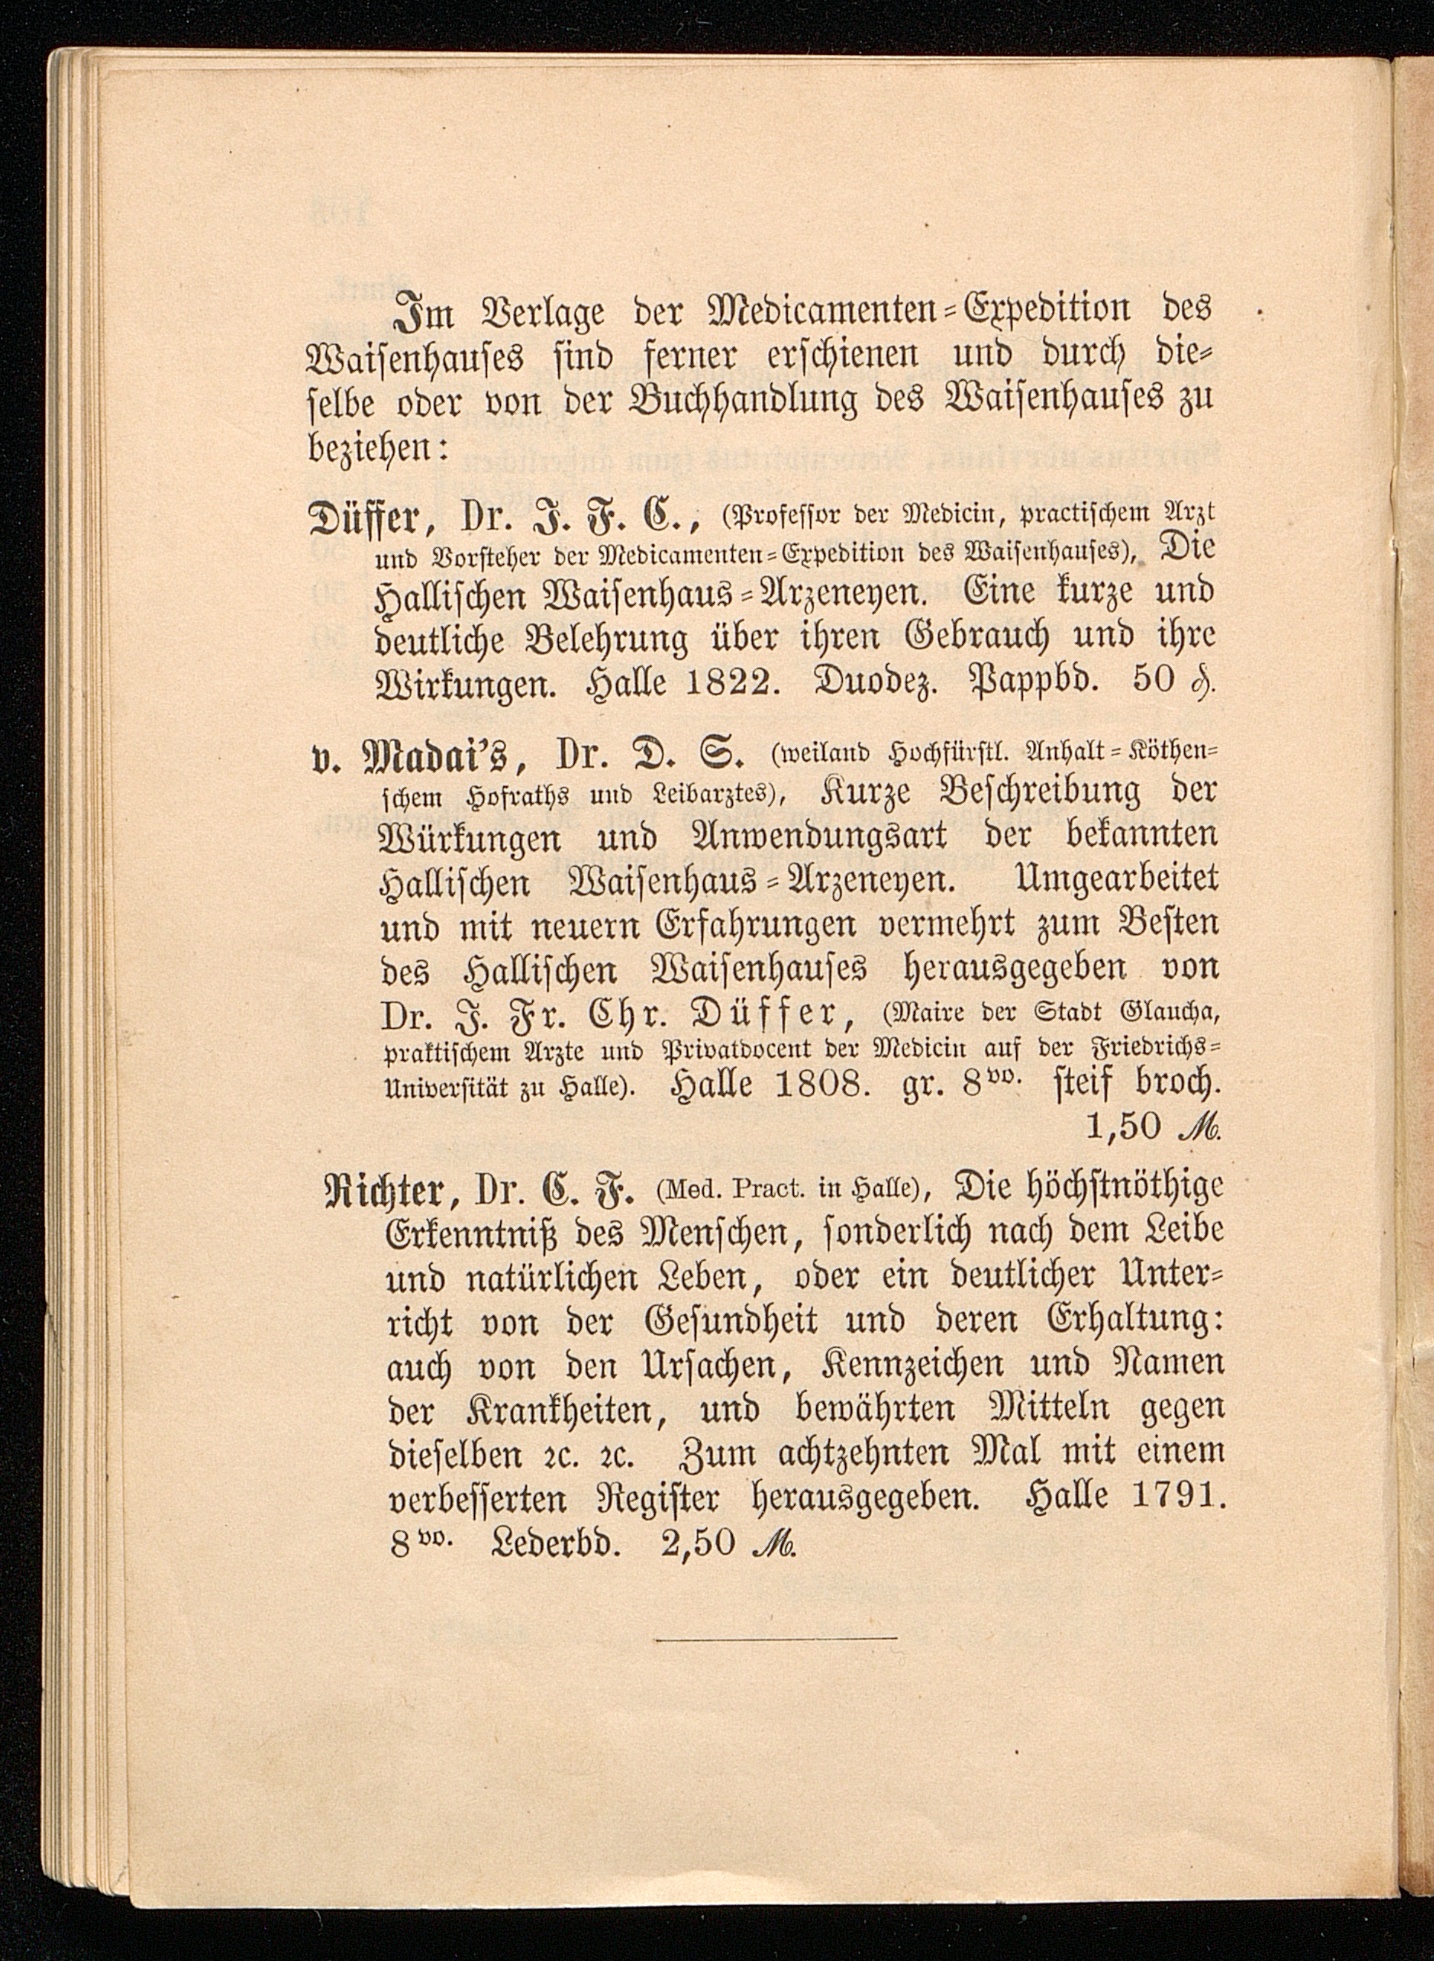 Im Verlage der Medicamenten-Expedition des
Waisenhauses sind ferner erschienen und durch die-
selbe oder von der Buchhandlung des Waisenhauses zu
beziehen:
Düffer, Dr. J. F. C., (Professor der Medicin, practischem Arzt
und Vorsteher der Medicamenten-Expedition des Waisenhauses), Die
Hallischen Waisenhaus-Arzeneyen. Eine kurze und
deutliche Belehrung über ihren Gebrauch und ihre
Wirkungen. Halle 1822. Duodez. Pappbd. 50 ₰.
v. Madai's, Dr. D. S. (weiland Hochfürstl. Anhalt-Köthen-
schem Hofraths und Leibarztes), Kurze Beschreibung der
Würkungen und Anwendungsart der bekannten
Hallischen Waisenhaus-Arzeneyen. Umgearbeitet
und mit neuern Erfahrungen vermehrt zum Besten
des Hallischen Waisenhauses herausgegeben von
Dr. J. Fr. Chr. Düffer, (Maire der Stadt Glaucha,
praktischem Arzte und Privatdocent der Medicin auf der Friedrichs-
Universität zu Halle). Halle 1808. gr. 8vo. steif broch.
1,50 M.
Richter, Dr. C. F. (Med. Pract. in Halle), Die höchstnöthige
Erkenntniß des Menschen, sonderlich nach dem Leibe
und natürlichen Leben, oder ein deutlicher Unter-
richt von der Gesundheit und deren Erhaltung:
auch von den Ursachen, Kennzeichen und Namen
der Krankheiten, und bewährten Mitteln gegen
dieselben ꝛc. ꝛc. Zum achtzehnten Mal mit einem
verbesserten Register herausgegeben. Halle 1791.
8vo. Lederbd. 2,50 M.